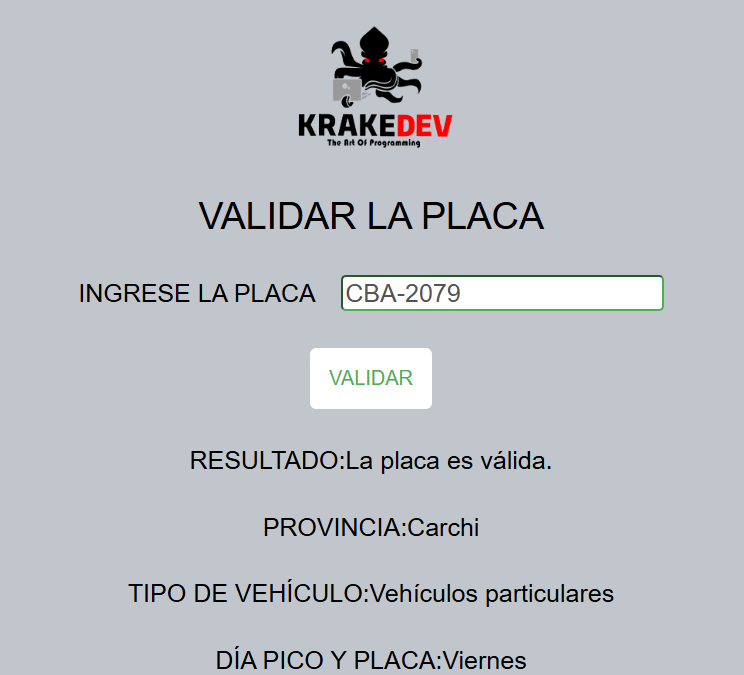 KRAKEDEV
The Art Of Programming
VALIDAR LA PLACA
INGRESE LA PLACA CBA-2079
VALIDAR
RESULTADO:La placa es válida.
PROVINCIA:Carchi
TIPO DE VEHÍCULO:Vehículos particulares
DÍA PICO Y PLACA:Viernes